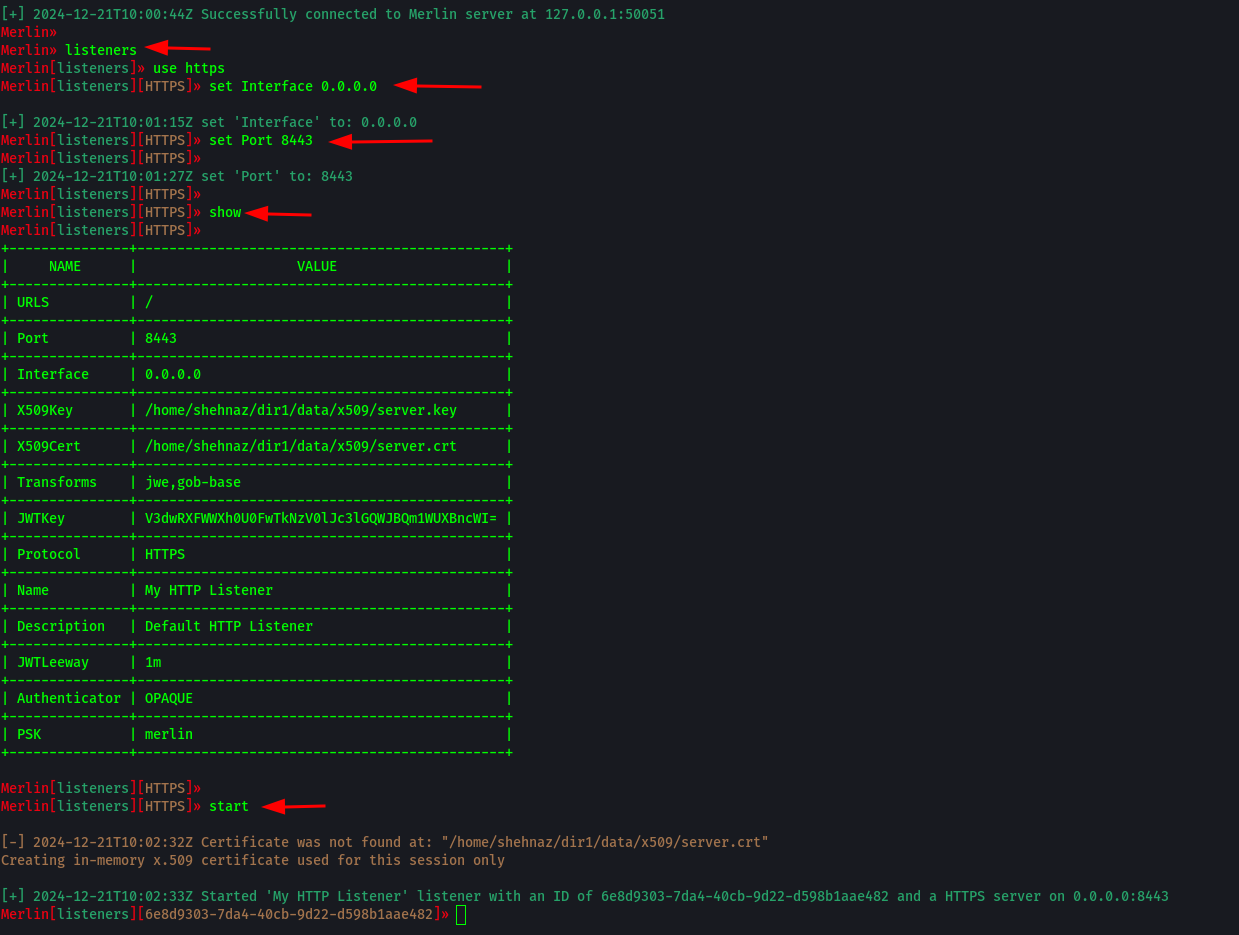 [+] 2024-12-21T10:00:44Z Successfully connected to Merlin server at 127.0.0.1:50051
Merlin»
Merlin» listeners
Merlin[listeners]» use https
Merlin[listeners][HTTPS]» set Interface 0.0.0.0
[+] 2024-12-21T10:01:15Z set 'Interface' to: 0.0.0.0
Merlin[listeners][HTTPS]» set Port 8443
Merlin[listeners][HTTPS]»
[+] 2024-12-21T10:01:27Z set 'Port' to: 8443
Merlin[listeners][HTTPS]»
Merlin[listeners][HTTPS]» show
Merlin[listeners][HTTPS]»
+---------------+----------------------------------------------+
|     NAME      |                    VALUE                     |
+---------------+----------------------------------------------+
| URLS          | /                                            |
+---------------+----------------------------------------------+
| Port          | 8443                                         |
+---------------+----------------------------------------------+
| Interface     | 0.0.0.0                                      |
+---------------+----------------------------------------------+
| X509Key       | /home/shehnaz/dir1/data/x509/server.key      |
+---------------+----------------------------------------------+
| X509Cert      | /home/shehnaz/dir1/data/x509/server.crt      |
+---------------+----------------------------------------------+
| Transforms    | jwe,gob-base                                 |
+---------------+----------------------------------------------+
| JWTKey        | V3dwRXFWWXh0U0FwTkNzV0lJc3lGQWJBQm1WUXBncWI= |
+---------------+----------------------------------------------+
| Protocol      | HTTPS                                        |
+---------------+----------------------------------------------+
| Name          | My HTTP Listener                             |
+---------------+----------------------------------------------+
| Description   | Default HTTP Listener                        |
+---------------+----------------------------------------------+
| JWTLeeway     | 1m                                           |
+---------------+----------------------------------------------+
| Authenticator | OPAQUE                                       |
+---------------+----------------------------------------------+
| PSK           | merlin                                       |
+---------------+----------------------------------------------+
Merlin[listeners][HTTPS]»
Merlin[listeners][HTTPS]» start
[-] 2024-12-21T10:02:32Z Certificate was not found at: "/home/shehnaz/dir1/data/x509/server.crt"
Creating in-memory x.509 certificate used for this session only
[+] 2024-12-21T10:02:33Z Started 'My HTTP Listener' listener with an ID of 6e8d9303-7da4-40cb-9d22-d598b1aae482 and a HTTPS server on 0.0.0.0:8443
Merlin[listeners][6e8d9303-7da4-40cb-9d22-d598b1aae482]»